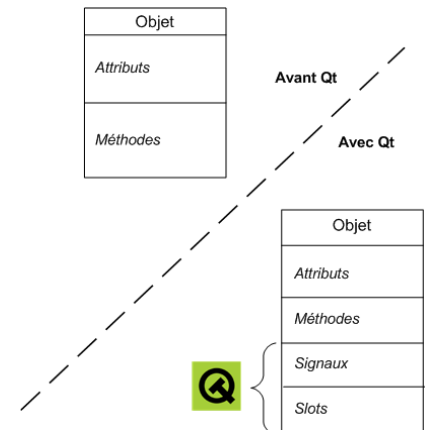 Objet
Attributs
Méthodes
Avant Qt
Avec Qt
Objet
Attributs
Méthodes
Signaux
Slots